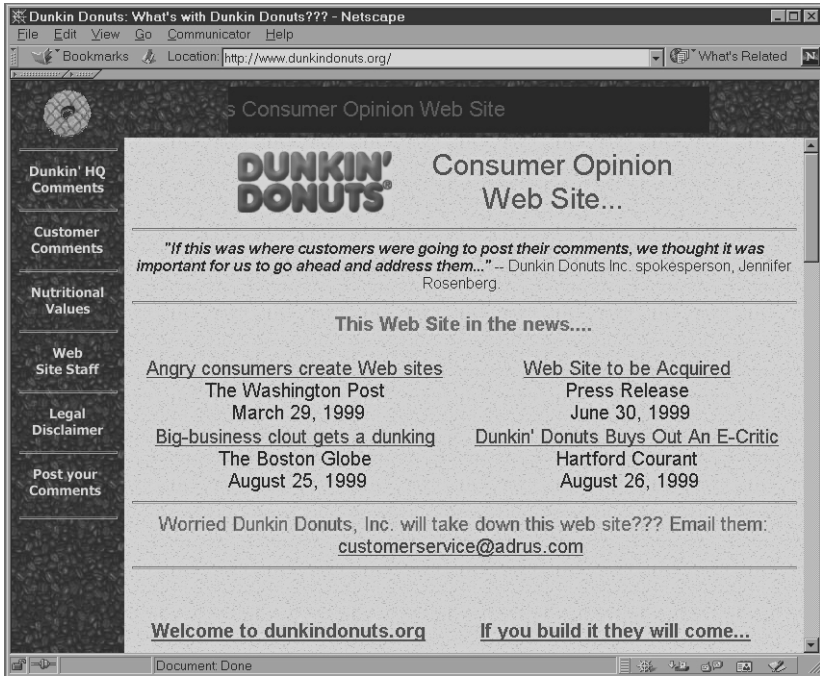 Dunkin Donuts: What's with Dunkin Donuts??? - Netscape
File Edit View Go Communicator Help
Bookmarks Location: http://www.dunkindonuts.org/ What's Related N
s Consumer Opinion Web Site
DUNKIN'
DONUTS®
Consumer Opinion
Web Site...
Dunkin' HQ
Comments
Customer
Comments
Nutritional
Values
Web
Site Staff
Legal
Disclaimer
Post your
Comments
"If this was where customers were going to post their comments, we thought it was
important for us to go ahead and address them..." -- Dunkin Donuts Inc. spokesperson, Jennifer
Rosenberg.
This Web Site in the news....
Angry consumers create Web sites
The Washington Post
March 29, 1999
Big-business clout gets a dunking
The Boston Globe
August 25, 1999
Web Site to be Acquired
Press Release
June 30, 1999
Dunkin' Donuts Buys Out An E-Critic
Hartford Courant
August 26, 1999
Worried Dunkin Donuts, Inc. will take down this web site??? Email them:
customerservice@adrus.com
Welcome to dunkindonuts.org
If you build it they will come...
Document: Done